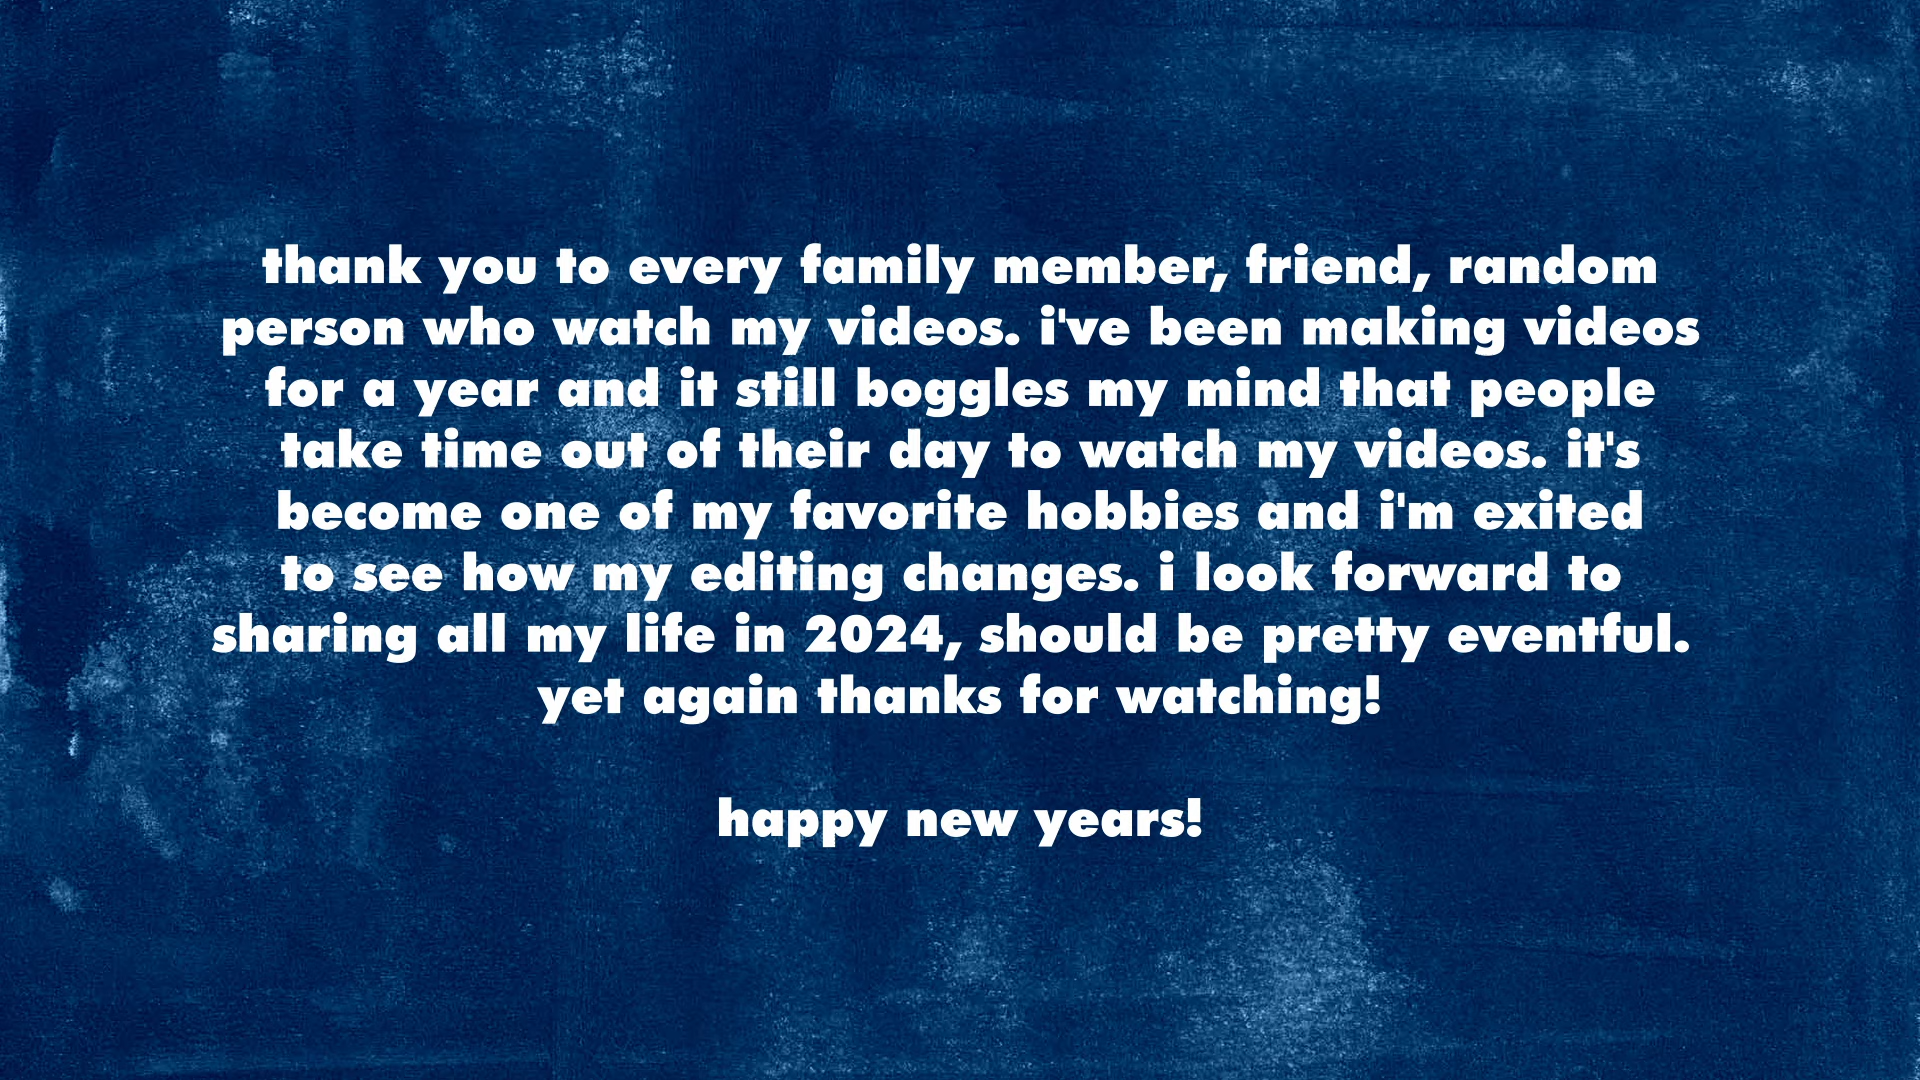 thank you to every family member, friend, random
person who watch my videos. i've been making videos
for a year and it still boggles my mind that people
take time out of their day to watch my videos. it's
become one of my favorite hobbies and i'm exited
to see how my editing changes. i look forward to
sharing all my life in 2024, should be pretty eventful.
yet again thanks for watching!
happy new years!